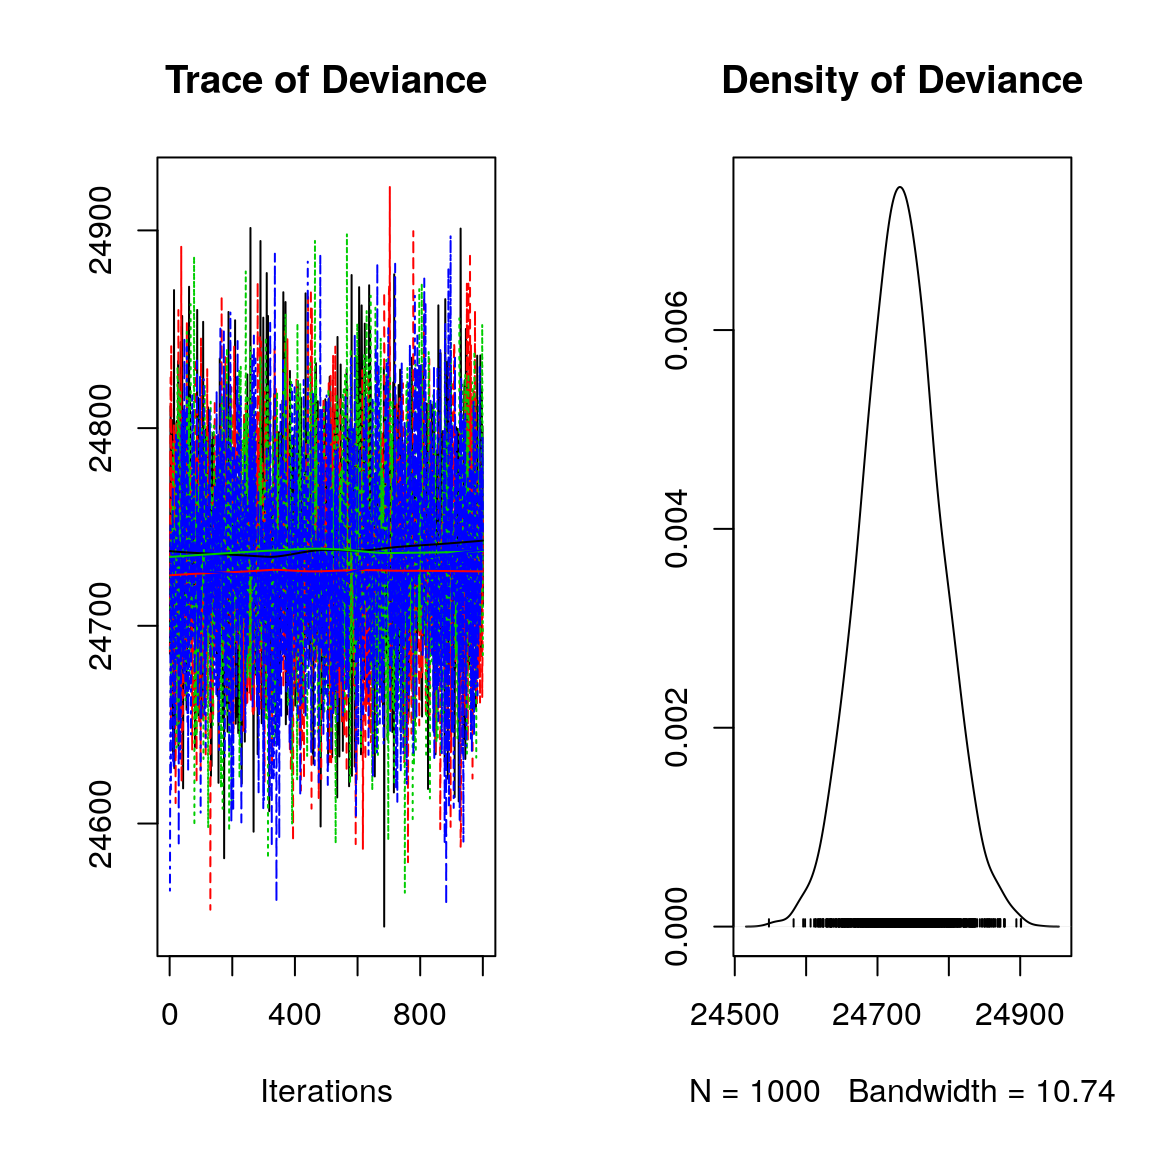 Trace of Deviance
24900
24800
24700
24600
0 400 800
Iterations
Density of Deviance
0.006
0.004
0.002
0.000
24500 24700 24900
N = 1000 Bandwidth = 10.74